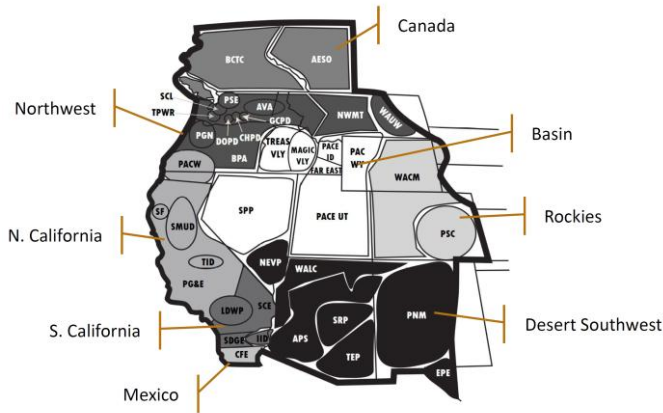 Canada
BCTC
AESO
SCL
PSE
TPWR
AVA
NWMT
WAUW
Northwest
GCPD
PGN
DOPD
CHPD
BPA
TREAS
VLY
MAGIC
VLY
PACE
ID
FAR EAST
PAC
WY
Basin
PACW
WACM
SPP
PACE UT
Rockies
SF
SMUD
PSC
N. California
TID
NEVP
WALC
PG&E
SCE
LDWP
SRP
PNM
S. California
SDGE
IID
APS
Desert Southwest
CFE
TEP
EPE
Mexico